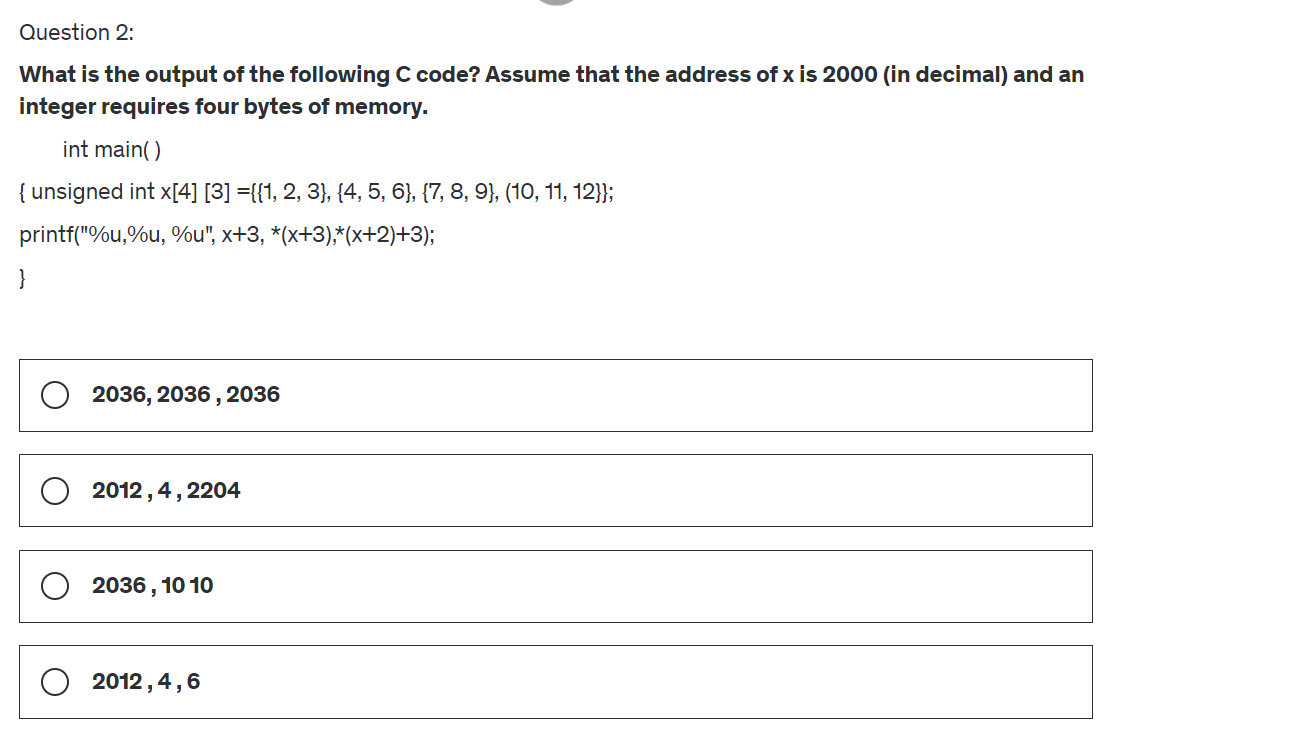 Question 2:
What is the output of the following C code? Assume that the address of x is 2000 (in decimal) and an
integer requires four bytes of memory.
int main( )
{ unsigned int x[4] [3] ={{1, 2, 3}, {4, 5, 6}, {7, 8, 9}, (10, 11, 12}};
printf("%u,%u, %u", x+3, *(x+3),*(x+2)+3);
}
2036, 2036 , 2036
2012 , 4 , 2204
2036 , 10 10
2012 , 4 , 6